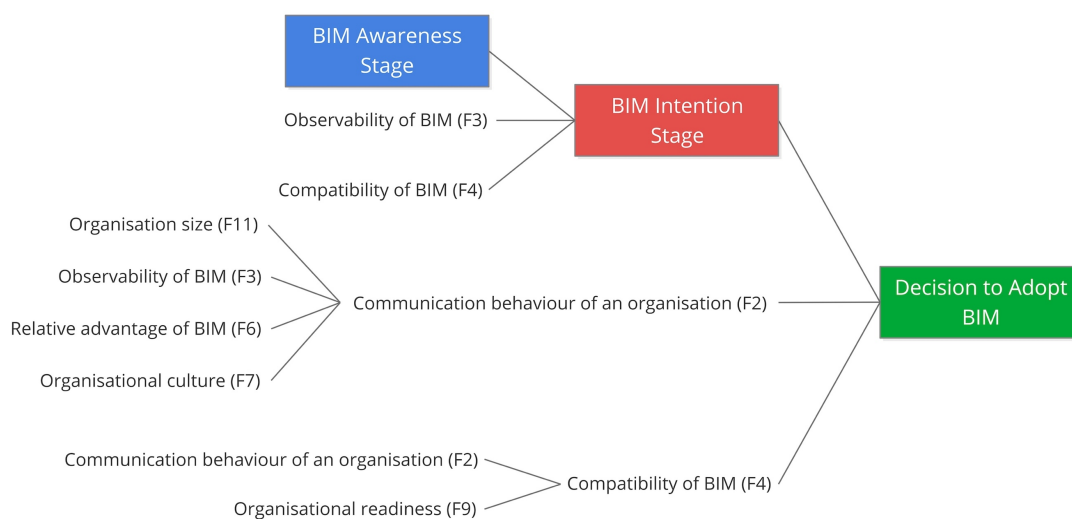 BIM Awareness
Stage
BIM Intention
Stage
Observability of BIM (F3)
Compatibility of BIM (F4)
Organisation size (F11)
Observability of BIM (F3)
Relative advantage of BIM (F6)
Organisational culture (F7)
Communication behaviour of an organisation (F2)
Decision to Adopt
BIM
Communication behaviour of an organisation (F2)
Organisational readiness (F9)
Compatibility of BIM (F4)